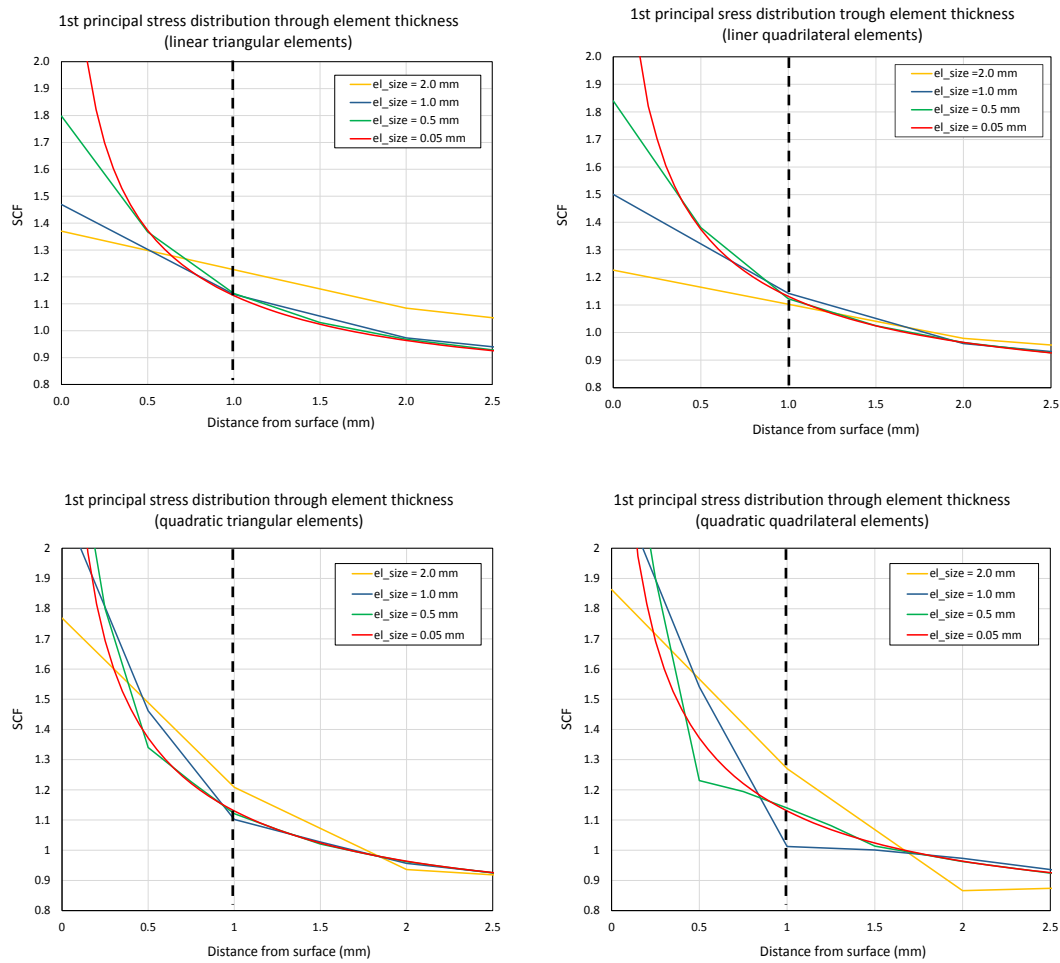 1st principal stress distribution through element thickness
(linear triangular elements)
2.0
1.9
1.8
1.7
1.6
1.5
1.4
1.3
1.2
1.1
1.0
0.9
0.8
SCF
el_size = 2.0 mm
el_size = 1.0 mm
el_size = 0.5 mm
el_size = 0.05 mm
0.0 0.5 1.0 1.5 2.0 2.5
Distance from surface (mm)
1st principal sress distribution trough element thickness
(liner quadrilateral elements)
2.0
1.9
1.8
1.7
1.6
1.5
1.4
1.3
1.2
1.1
1.0
0.9
0.8
SCF
el_size =2.0 mm
el_size =1.0 mm
el_size = 0.5 mm
el_size = 0.05 mm
0.0 0.5 1.0 1.5 2.0 2.5
Distance from surface (mm)
1st principal stress distribution through element thickness
(quadratic triangular elements)
2
1.9
1.8
1.7
1.6
1.5
1.4
1.3
1.2
1.1
1
0.9
0.8
SCF
el_size = 2.0 mm
el_size = 1.0 mm
el_size = 0.5 mm
el_size = 0.05 mm
0 0.5 1 1.5 2 2.5
Distance from surface (mm)
1st principal stress distribution through element thickness
(quadratic quadrilateral elements)
2
1.9
1.8
1.7
1.6
1.5
1.4
1.3
1.2
1.1
1
0.9
0.8
SCF
el_size = 2.0 mm
el_size = 1.0 mm
el_size = 0.5 mm
el_size = 0.05 mm
0 0.5 1 1.5 2 2.5
Distance from surface (mm)